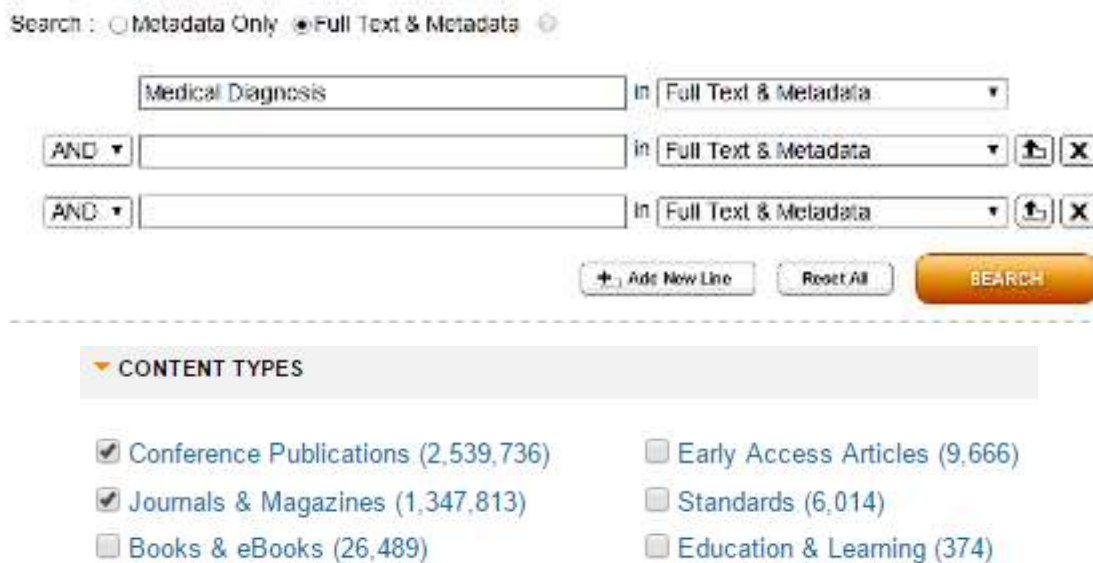 Search : Metadata Only Full Text & Metadata
Medical Diagnosis in Full Text & Metadata
AND in Full Text & Metadata
AND in Full Text & Metadata
Add New Line Reset All SEARCH
CONTENT TYPES
Conference Publications (2,539,736) Early Access Articles (9,666)
Journals & Magazines (1,347,813) Standards (6,014)
Books & eBooks (26,489) Education & Learning (374)